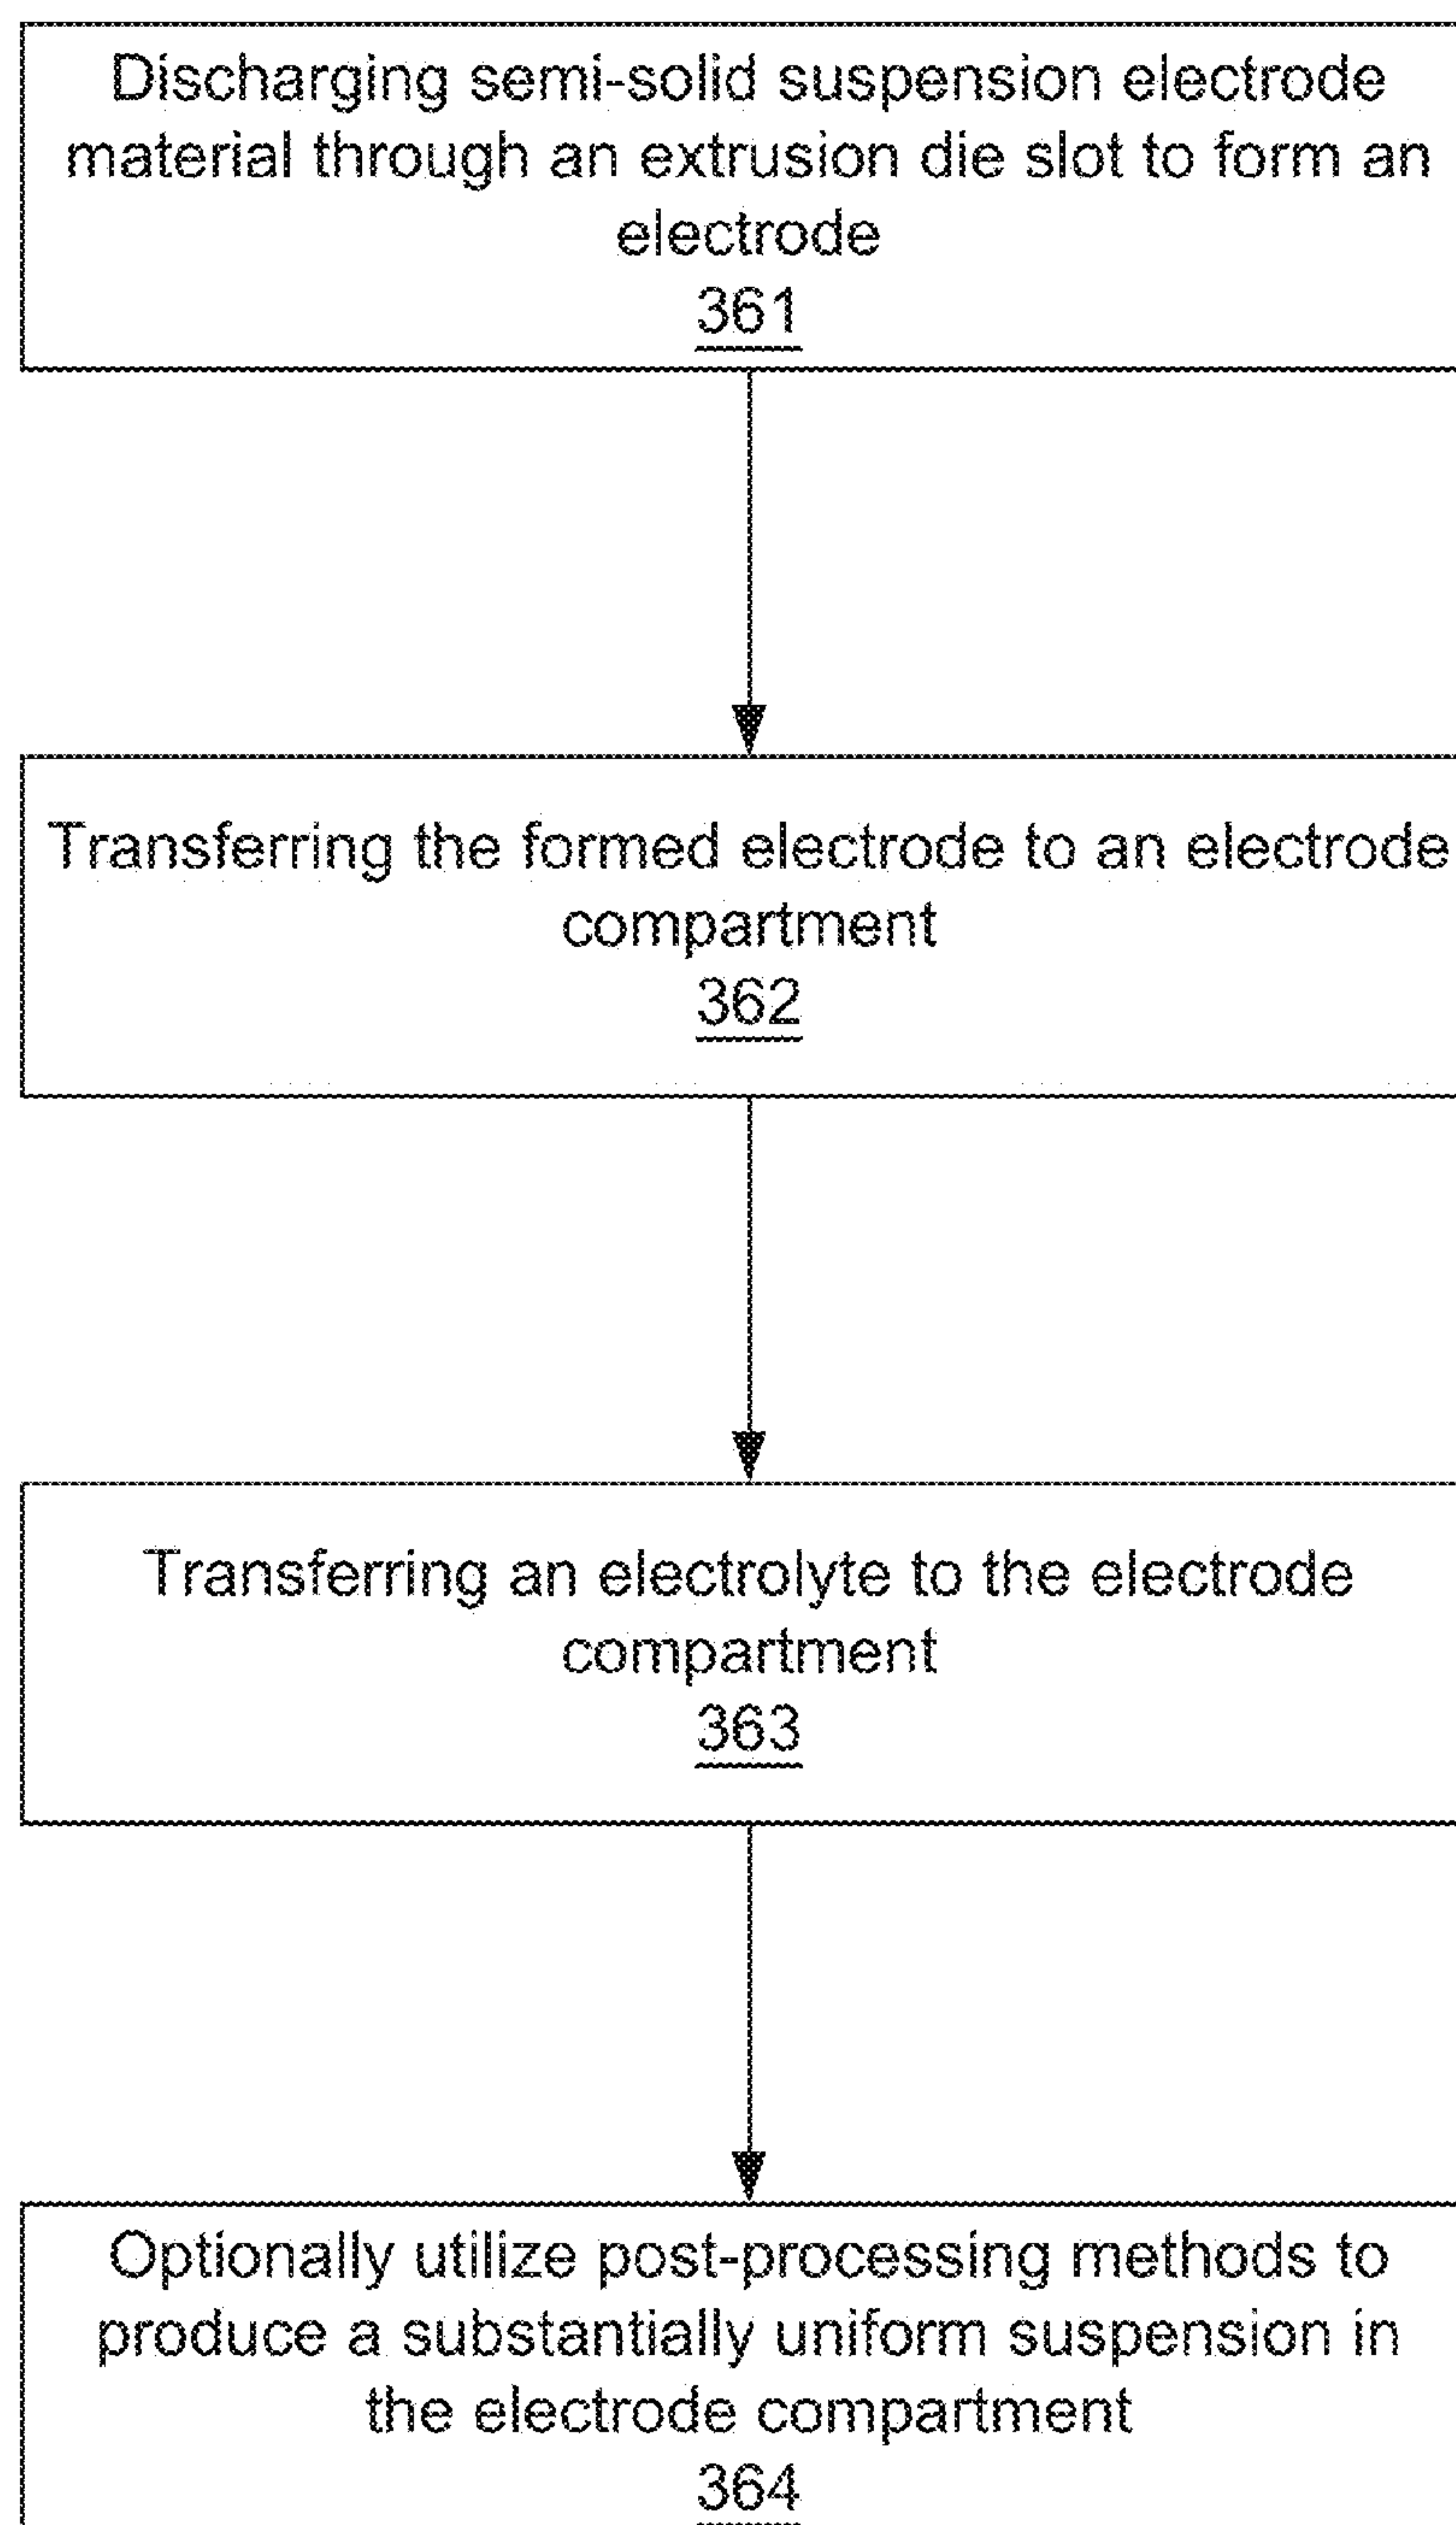 Discharging semi-solid suspension electrode
material through an extrusion die slot to form an
electrode
361
Transferring the formed electrode to an electrode
compartment
362
Transferring an electrolyte to the electrode
compartment
363
Optionally utilize post-processing methods to
produce a substantially uniform suspension in
the electrode compartment
364